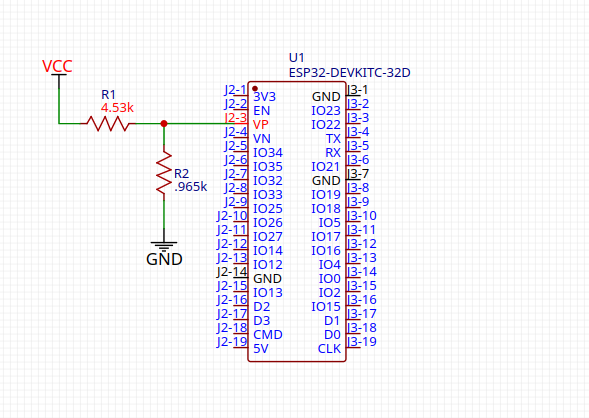 VCC
R1
4.53k
R2
.965k
GND
U1
ESP32-DEVKITC-32D
J2-1 3V3 GND J3-1
J2-2 EN IO23 J3-2
J2-3 VP IO22 J3-3
J2-4 VN TX J3-4
J2-5 IO34 RX J3-5
J2-6 IO35 IO21 J3-6
J2-7 IO32 GND J3-7
J2-8 IO33 IO19 J3-8
J2-9 IO25 IO18 J3-9
J2-10 IO26 IO5 J3-10
J2-11 IO27 IO17 J3-11
J2-12 IO14 IO16 J3-12
J2-13 IO12 IO4 J3-13
J2-14 GND IO0 J3-14
J2-15 IO13 IO2 J3-15
J2-16 D2 IO15 J3-16
J2-17 D3 D1 J3-17
J2-18 CMD D0 J3-18
J2-19 5V CLK J3-19